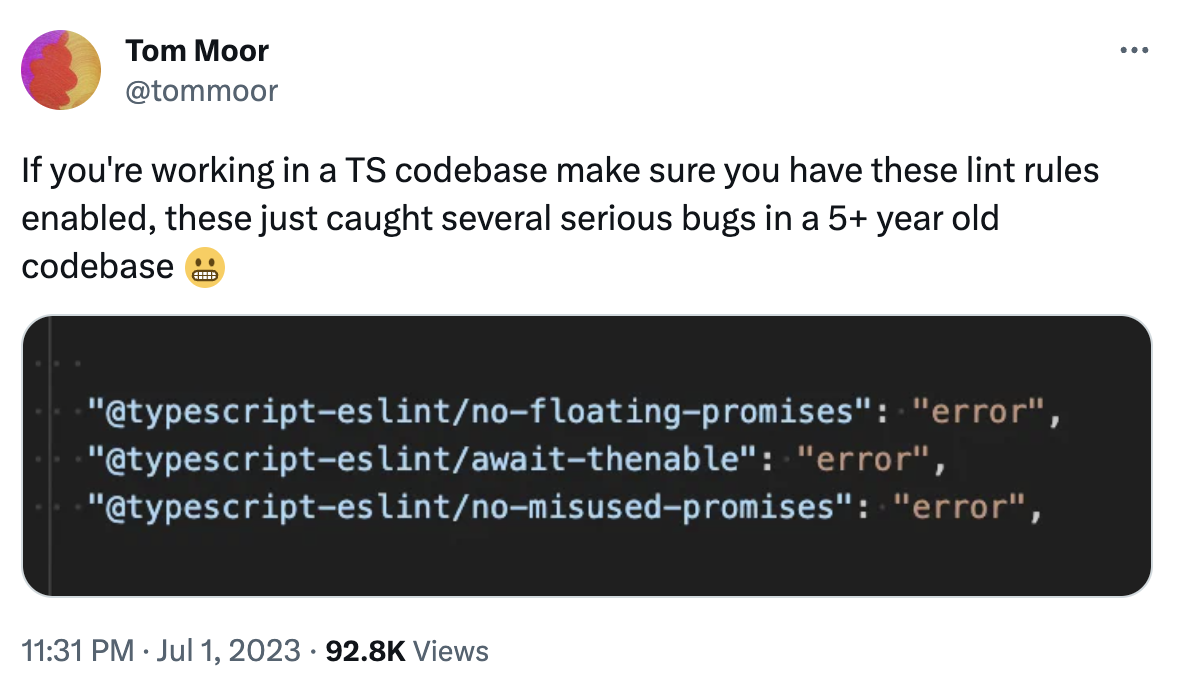 Tom Moor
@tommoor
If you're working in a TS codebase make sure you have these lint rules
enabled, these just caught several serious bugs in a 5+ year old
codebase 😬
"@typescript-eslint/no-floating-promises": "error",
"@typescript-eslint/await-thenable": "error",
"@typescript-eslint/no-misused-promises": "error",
11:31 PM · Jul 1, 2023 · 92.8K Views